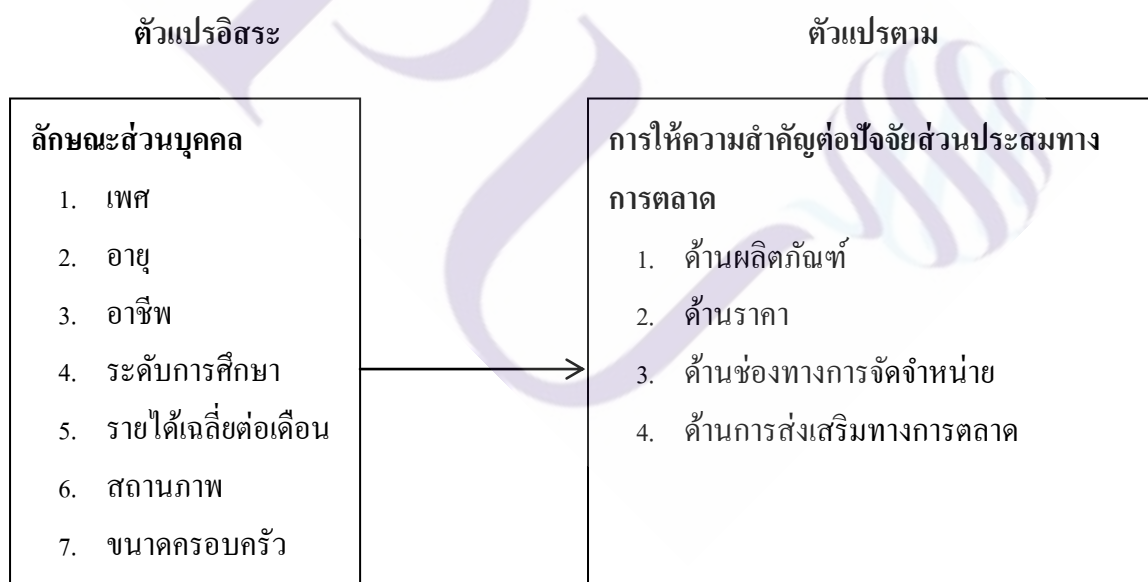 ตัวแปรอิสระ
ตัวแปรตาม
ลักษณะส่วนบุคคล
1. เพศ
2. อายุ
3. อาชีพ
4. ระดับการศึกษา
5. รายได้เฉลี่ยต่อเดือน
6. สถานภาพ
7. ขนาดครอบครัว
การให้ความสำคัญต่อปัจจัยส่วนประสมทาง
การตลาด
1. ด้านผลิตภัณฑ์
2. ด้านราคา
3. ด้านช่องทางการจัดจำหน่าย
4. ด้านการส่งเสริมทางการตลาด